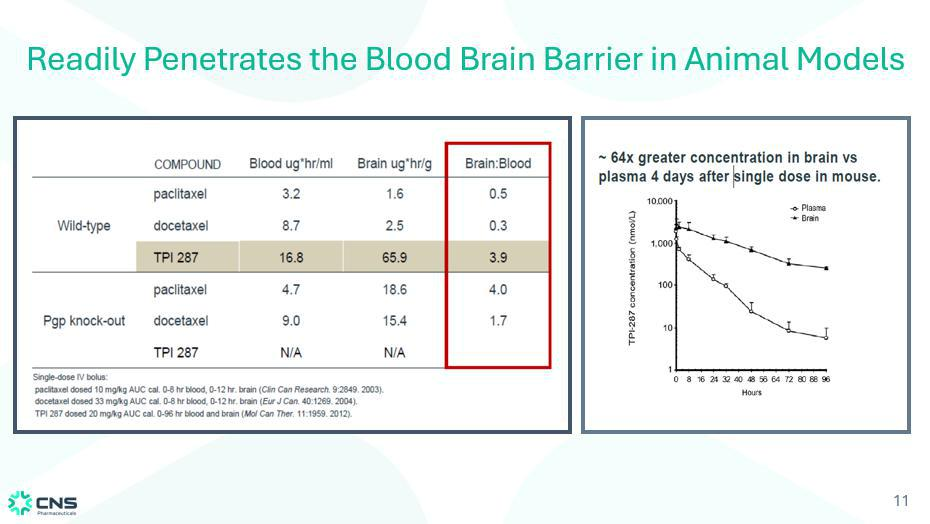 Readily Penetrates the Blood Brain Barrier in Animal Models
COMPOUND Blood ug*hr/ml Brain ug*hr/g Brain:Blood
paclitaxel 3.2 1.6 0.5
Wild-type docetaxel 8.7 2.5 0.3
TPI 287 16.8 65.9 3.9
paclitaxel 4.7 18.6 4.0
Pgp knock-out docetaxel 9.0 15.4 1.7
TPI 287 N/A N/A
Single-dose IV bolus:
paclitaxel dosed 10 mg/kg AUC cal. 0-8 hr blood, 0-12 hr. brain (Clin Can Research. 9:2849. 2003).
docetaxel dosed 33 mg/kg AUC cal. 0-8 hr blood, 0-12 hr. brain (Eur J Can. 40:1269. 2004).
TPI 287 dosed 20 mg/kg AUC cal. 0-96 hr blood and brain (Mol Can Ther. 11:1959. 2012).
~ 64x greater concentration in brain vs
plasma 4 days after single dose in mouse.
Plasma
Brain
TPI-287 concentration (nmol/L)
10,000
1,000
100
10
1
0 8 16 24 32 40 48 56 64 72 80 88 96
Hours
CNS
Pharmaceuticals
11